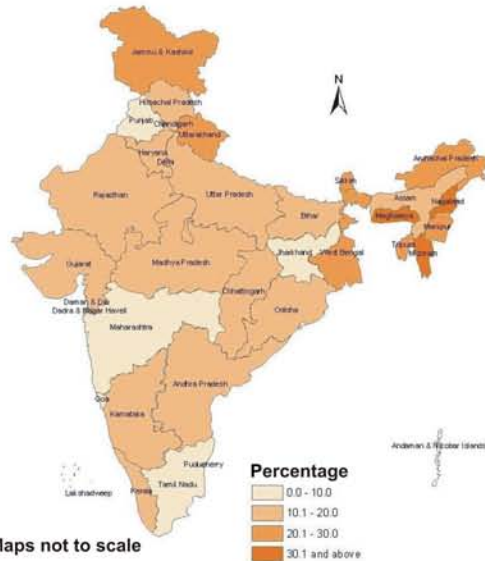 Jammu & Kashmir
N
Himachal Pradesh
Punjab
Chandigarh
Uttarakhand
Haryana
Delhi
Arunachal Pradesh
Sikkim
Rajasthan
Uttar Pradesh
Assam
Nagaland
Bihar
Meghalaya
Manipur
Jharkhand
Tripura
Mizoram
West Bengal
Gujarat
Madhya Pradesh
Chhattisgarh
Daman & Diu
Dadra & Nagar Haveli
Odisha
Maharashtra
Andhra Pradesh
Goa
Karnataka
Andaman & Nicobar Islands
Puducherry
Lakshadweep
Kerala
Tamil Nadu
Percentage
0.0 - 10.0
10.1 - 20.0
20.1 - 30.0
30.1 and above
Maps not to scale